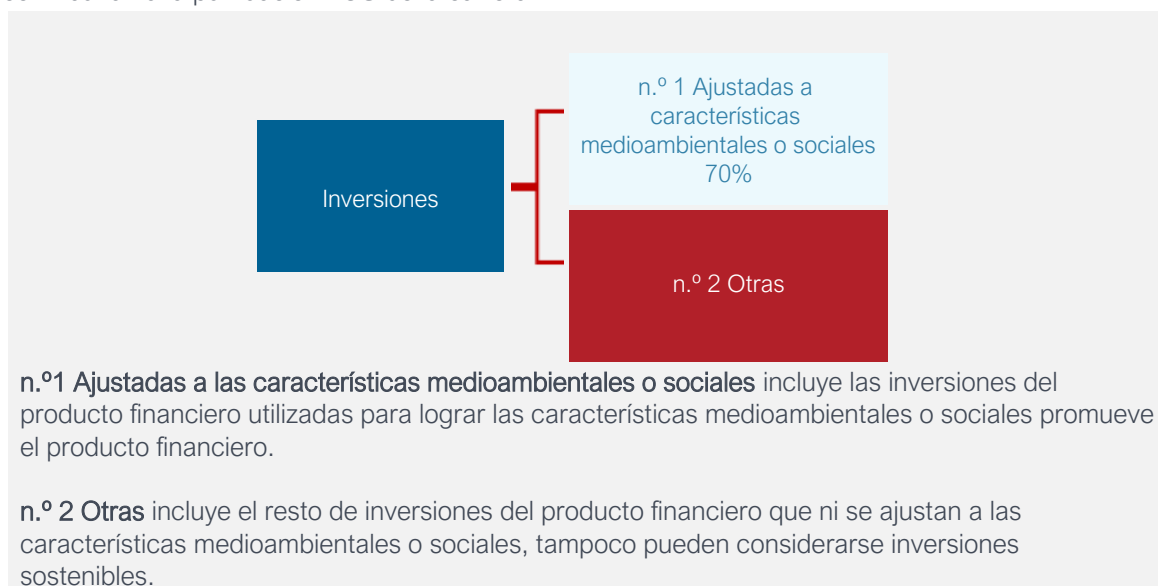 n.º 1 Ajustadas a
características
medioambientales o sociales
70%
Inversiones
n.º 2 Otras
n.º1 Ajustadas a las características medioambientales o sociales incluye las inversiones del
producto financiero utilizadas para lograr las características medioambientales o sociales promueve
el producto financiero.
n.º 2 Otras incluye el resto de inversiones del producto financiero que ni se ajustan a las
características medioambientales o sociales, tampoco pueden considerarse inversiones
sostenibles.